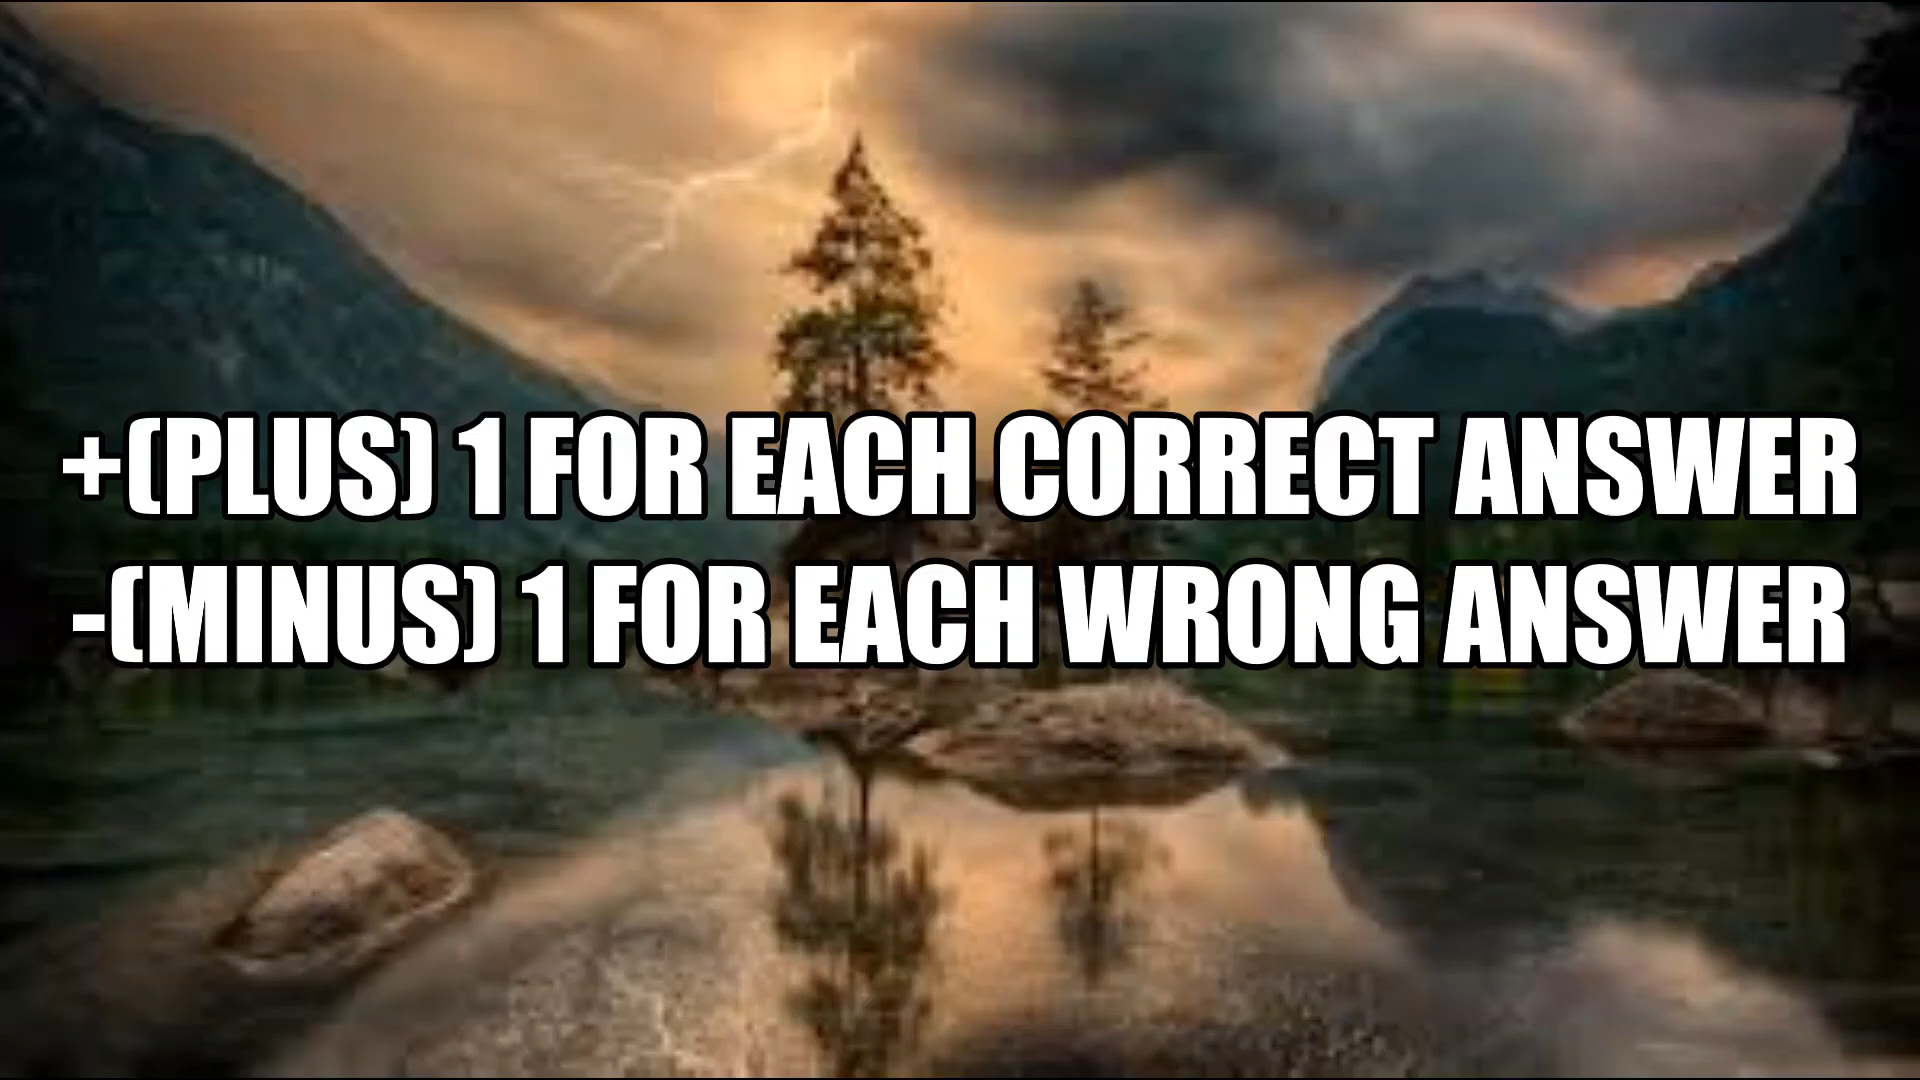 +(PLUS) 1 FOR EACH CORRECT ANSWER
-(MINUS) 1 FOR EACH WRONG ANSWER